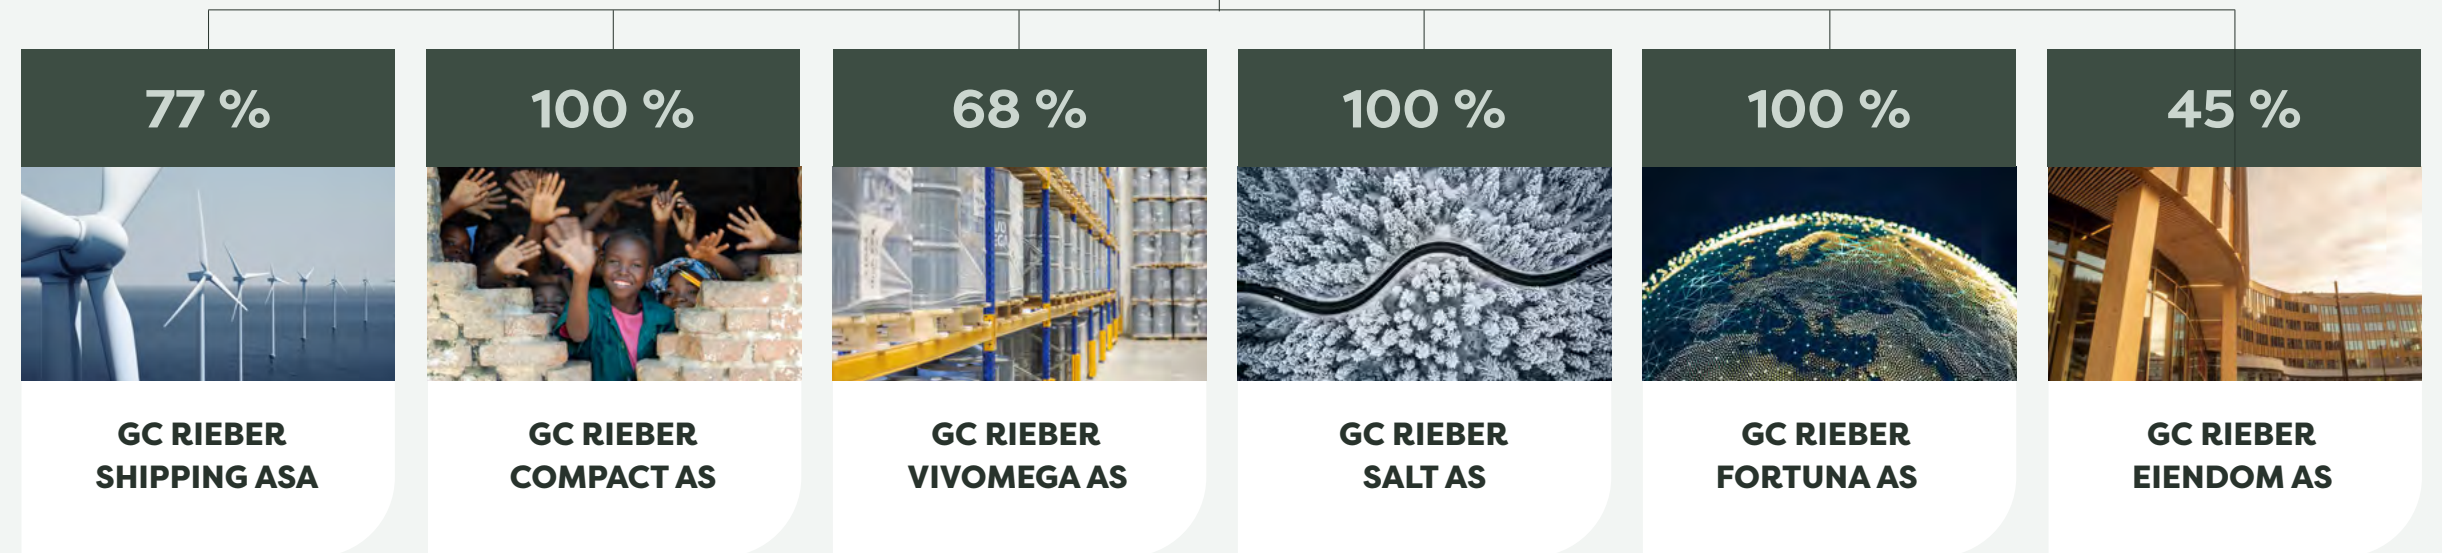 77 %
100 %
68 %
100 %
100 %
45 %
GC RIEBER
SHIPPING ASA
GC RIEBER
COMPACT AS
GC RIEBER
VIVOMEGA AS
GC RIEBER
SALT AS
GC RIEBER
FORTUNA AS
GC RIEBER
EIENDOM AS